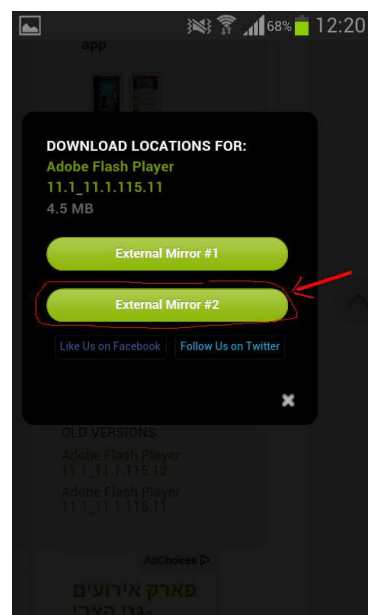 68% 12:20
app
DOWNLOAD LOCATIONS FOR:
Adobe Flash Player
11.1_11.1.115.11
4.5 MB
External Mirror #1
External Mirror #2
Like Us on Facebook
Follow Us on Twitter
OLD VERSIONS
Adobe Flash Player
11.1_11.1.115.12
Adobe Flash Player
11.1_11.1.115.11
AdChoices
פארק אירועים
-גני הצרי